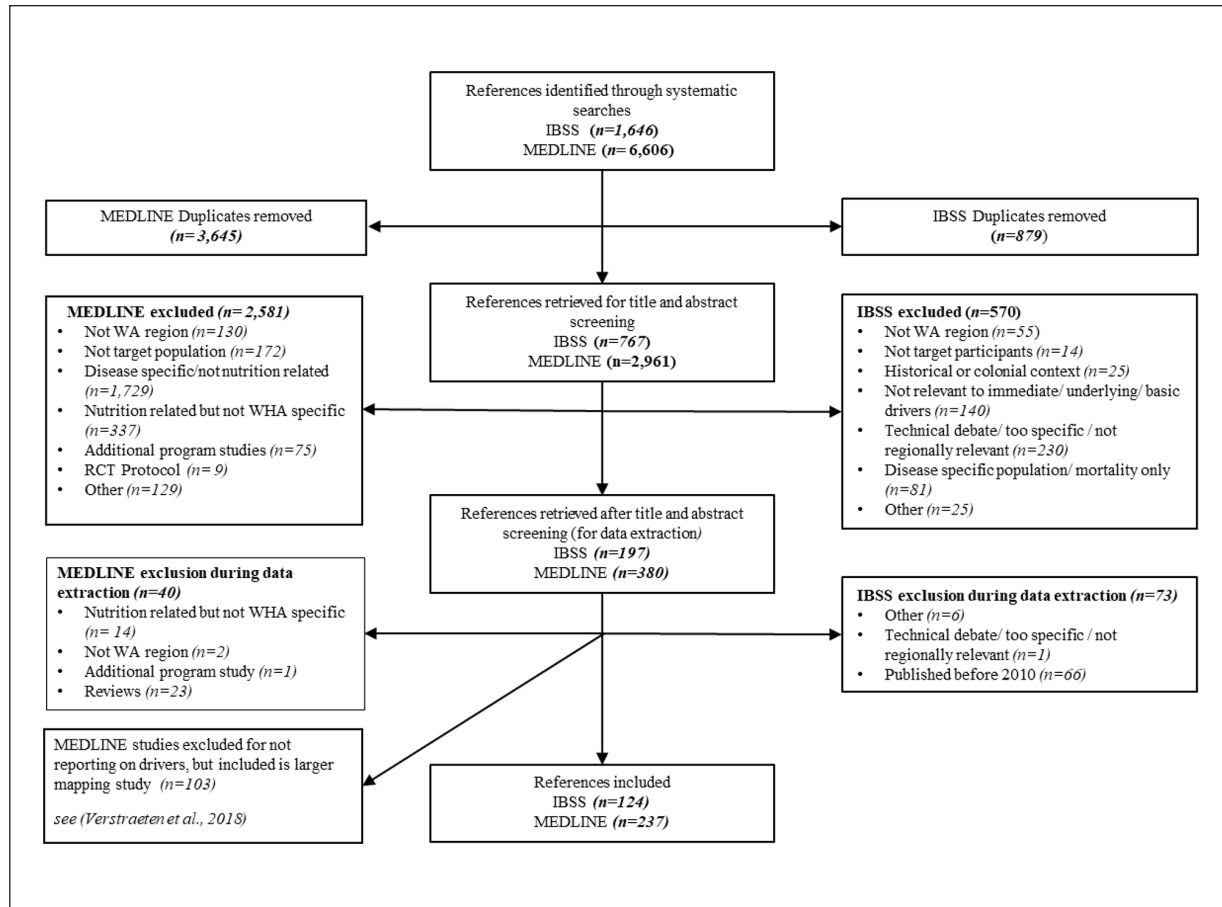 References identified through systematic
searches
IBSS (n=1,646)
MEDLINE (n= 6,606)
MEDLINE Duplicates removed
(n= 3,645)
IBSS Duplicates removed
(n=879)
References retrieved for title and abstract
screening
IBSS (n=767)
MEDLINE (n=2,961)
MEDLINE excluded (n= 2,581)
• Not WA region (n=130)
• Not target population (n=172)
• Disease specific/not nutrition related
(n=1,729)
• Nutrition related but not WHA specific
(n=337)
• Additional program studies (n=75)
• RCT Protocol (n= 9)
• Other (n=129)
IBSS excluded (n=570)
• Not WA region (n=55)
• Not target participants (n=14)
• Historical or colonial context (n=25)
• Not relevant to immediate/ underlying/ basic
drivers (n=140)
• Technical debate/ too specific / not
regionally relevant (n=230)
• Disease specific population/ mortality only
(n=81)
• Other (n=25)
References retrieved after title and abstract
screening (for data extraction)
IBSS (n=197)
MEDLINE (n=380)
MEDLINE exclusion during data
extraction (n=40)
• Nutrition related but not WHA specific
(n= 14)
• Not WA region (n=2)
• Additional program study (n=1)
• Reviews (n=23)
IBSS exclusion during data extraction (n=73)
• Other (n=6)
• Technical debate/ too specific / not
regionally relevant (n=1)
• Published before 2010 (n=66)
MEDLINE studies excluded for not
reporting on drivers, but included is larger
mapping study (n=103)
see (Verstraeten et al., 2018)
References included
IBSS (n=124)
MEDLINE (n=237)